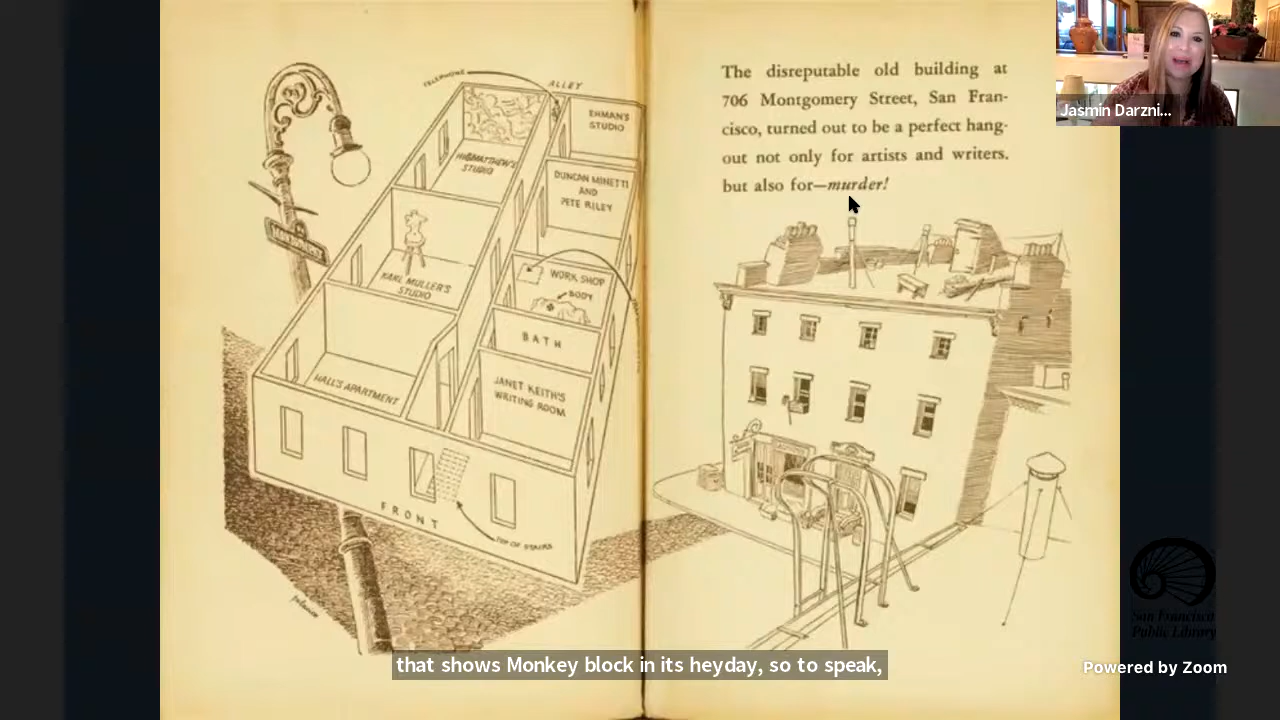 TELEPHONE
ALLEY
EHMAN'S
STUDIO
STUDIO
DUNCAN MINETTI
AND
PETE RILEY
KARL MULLER'S
STUDIO
WORK SHOP
BODY
BATH
HALL'S APARTMENT
JANET KEITH'S
WRITING ROOM
FRONT
TOP OF STAIRS
The disreputable old building at
706 Montgomery Street, San Fran-
cisco, turned out to be a perfect hang-
out not only for artists and writers.
but also for—murder!
Jasmin Darzni...
San Francisco
Public Library
that shows Monkey block in its heyday, so to speak,
Powered by Zoom